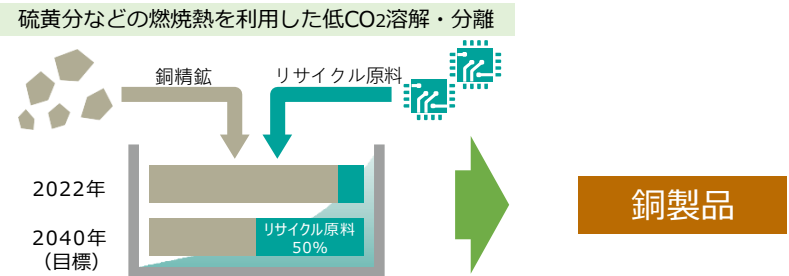 硫黄分などの燃焼熱を利用した低CO2溶解・分離
銅精鉱
リサイクル原料
2022年
2040年
（目標）
リサイクル原料
50%
銅製品